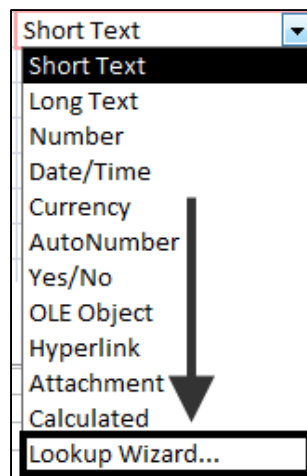 Short Text
Short Text
Long Text
Number
Date/Time
Currency
AutoNumber
Yes/No
OLE Object
Hyperlink
Attachment
Calculated
Lookup Wizard...